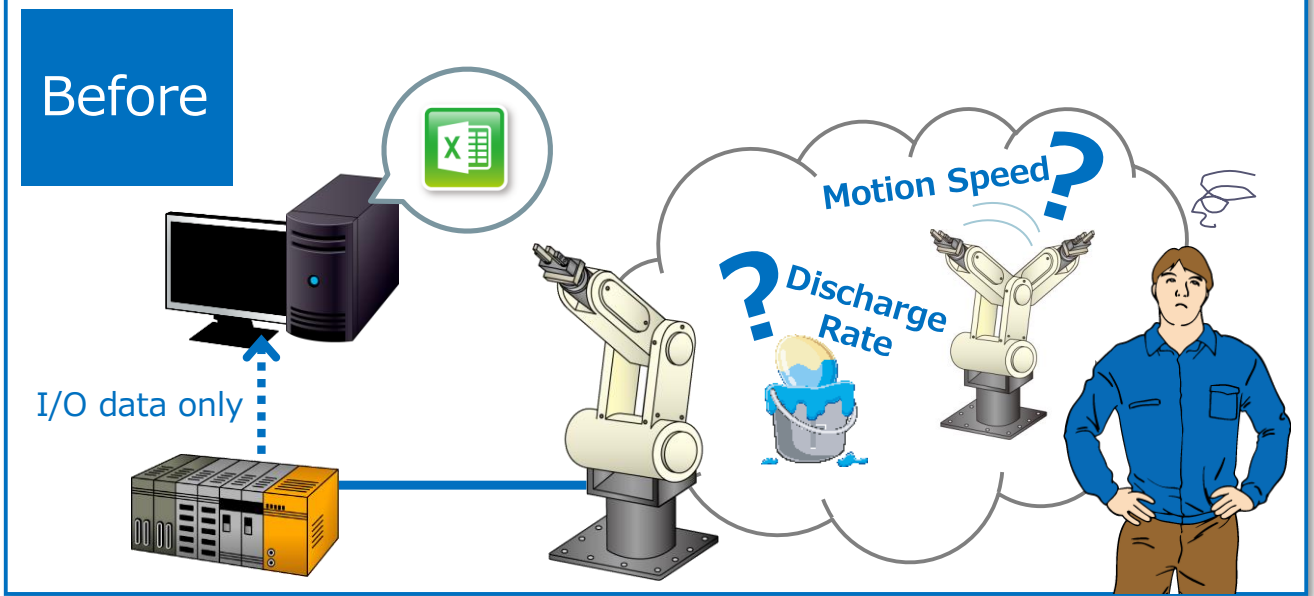 Before
X
Motion Speed ?
? Discharge
Rate
I/O data only